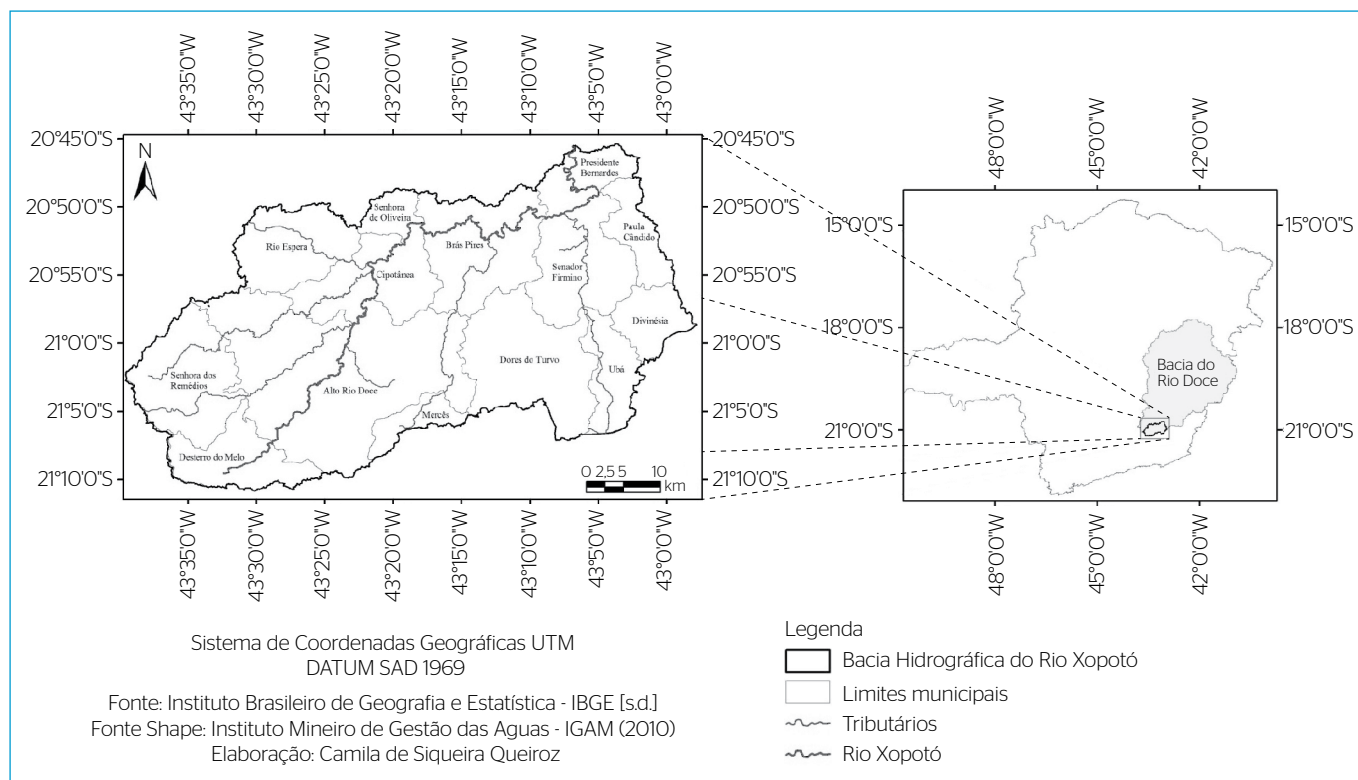 43°35'0"W 43°30'0"W 43°25'0"W 43°20'0"W 43°15'0"W 43°10'0"W 43°5'0"W 43°0'0"W
20°45'0"S 20°45'0"S
N
Presidente
Bernardes
20°50'0"S 20°50'0"S
Senhora
de Oliveira
Paula
Cândido
Rio Espera
Brás Pires
Senador
Firmino
Cipotânea
20°55'0"S 20°55'0"S
Divinésia
21°0'0"S 21°0'0"S
Dores de Turvo
Ubá
Senhora dos
Remédios
Alto Rio Doce
21°5'0"S 21°5'0"S
Mercês
Desterro do Melo
21°10'0"S 21°10'0"S
0 2,5 5 10
km
43°35'0"W 43°30'0"W 43°25'0"W 43°20'0"W 43°15'0"W 43°10'0"W 43°5'0"W 43°0'0"W
48°0'0"W 45°0'0"W 42°0'0"W
15°0'0"S 15°0'0"S
18°0'0"S 18°0'0"S
Bacia do
Rio Doce
21°0'0"S 21°0'0"S
48°0'0"W 45°0'0"W 42°0'0"W
Sistema de Coordenadas Geográficas UTM
DATUM SAD 1969
Fonte: Instituto Brasileiro de Geografia e Estatística - IBGE [s.d.]
Fonte Shape: Instituto Mineiro de Gestão das Aguas - IGAM (2010)
Elaboração: Camila de Siqueira Queiroz
Legenda
Bacia Hidrográfica do Rio Xopotó
Limites municipais
Tributários
Rio Xopotó